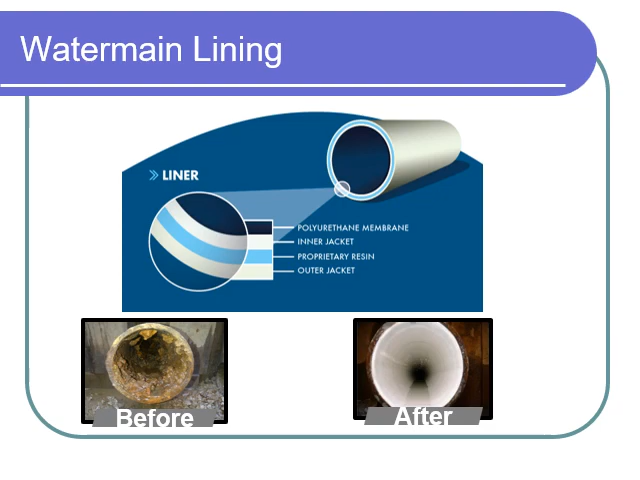 Watermain Lining
» LINER
POLYURETHANE MEMBRANE
INNER JACKET
PROPRIETARY RESIN
OUTER JACKET
Before
After